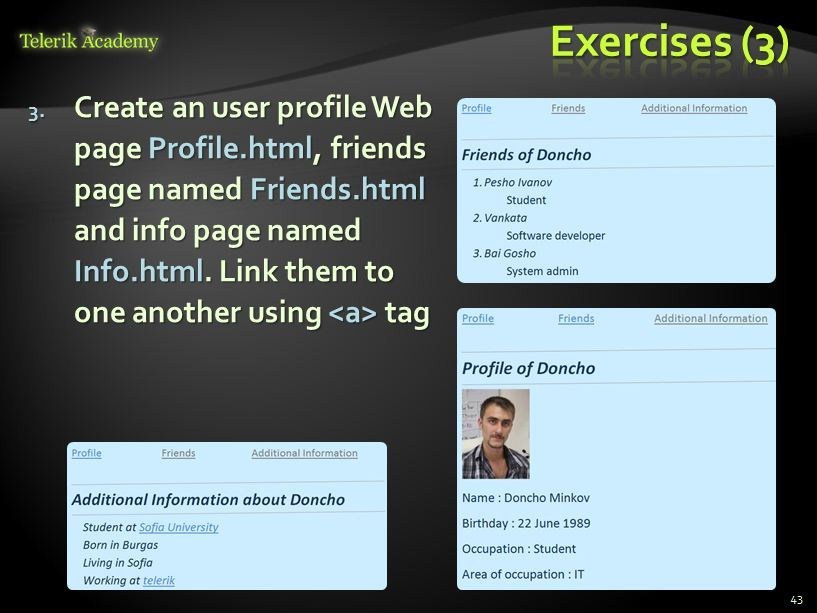 Telerik Academy
Exercises (3)
3. Create an user profile Web
page Profile.html, friends
page named Friends.html
and info page named
Info.html. Link them to
one another using <a> tag
Profile Friends Additional Information
Friends of Doncho
1. Pesho Ivanov
Student
2. Vankata
Software developer
3. Bai Gosho
System admin
Profile Friends Additional Information
Profile of Doncho
Name : Doncho Minkov
Birthday : 22 June 1989
Occupation : Student
Area of occupation : IT
Profile Friends Additional Information
Additional Information about Doncho
Student at Sofia University
Born in Burgas
Living in Sofia
Working at telerik
43